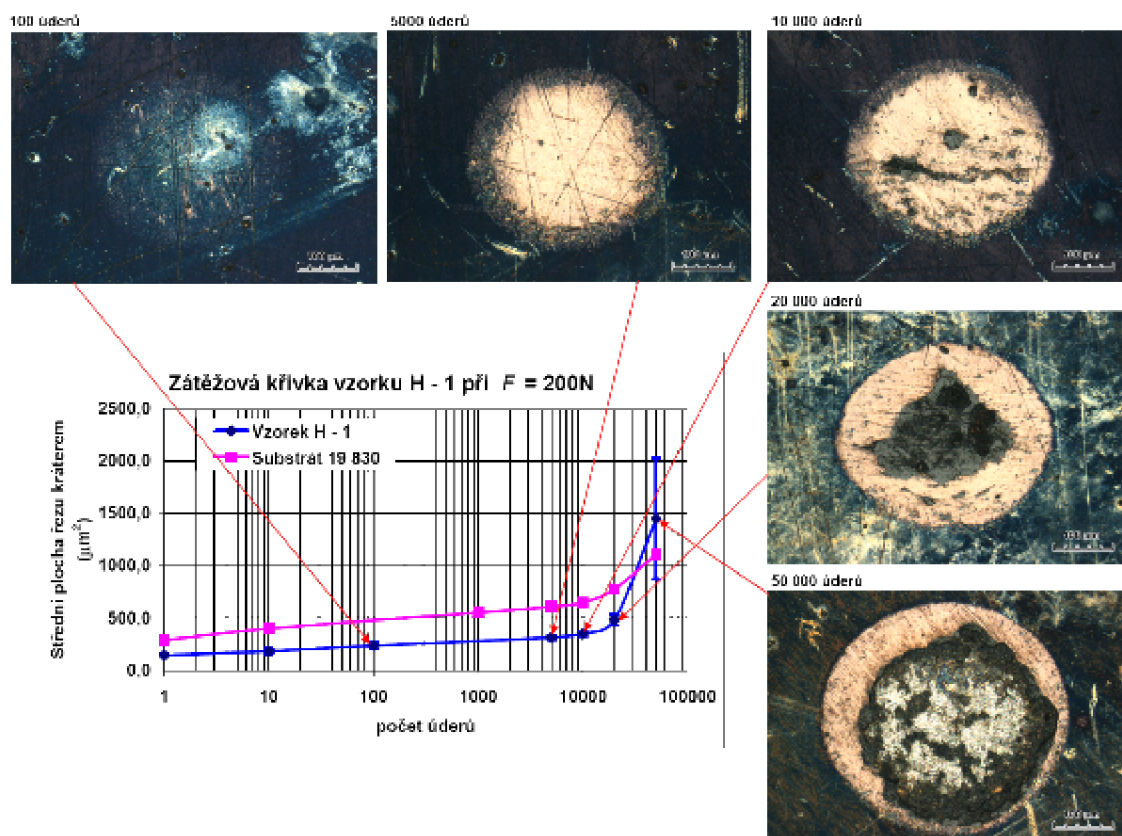 100 úderů
5000 úderů
10 000 úderů
20 000 úderů
Zátěžová křivka vzorku H - 1 při F = 200N
2500,0
2000,0
1500,0
1000,0
500,0
0,0
Vzorek H - 1
Substrát 19 830
Střední plocha řezu kráterem
(μm²)
1
10
100
1000
10000
100000
počet úderů
50 000 úderů